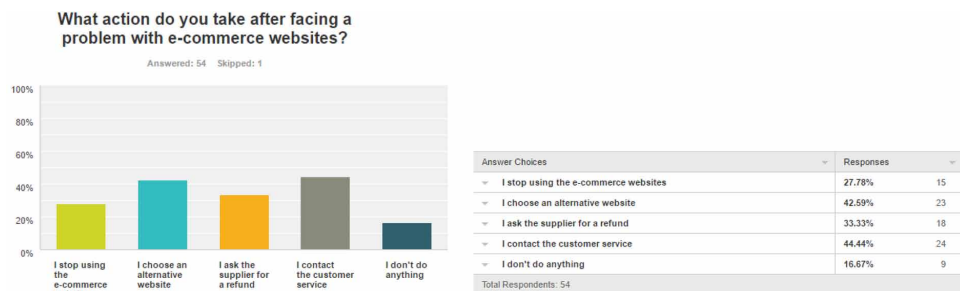 What action do you take after facing a
problem with e-commerce websites?
Answered: 54 Skipped: 1
100%
80%
60%
40%
20%
0%
I stop using
the
e-commerce
I choose an
alternative
website
I ask the
supplier for
a refund
I contact
the customer
service
I don't do
anything
Answer Choices Responses
I stop using the e-commerce websites 27.78% 15
I choose an alternative website 42.59% 23
I ask the supplier for a refund 33.33% 18
I contact the customer service 44.44% 24
I don't do anything 16.67% 9
Total Respondents: 54